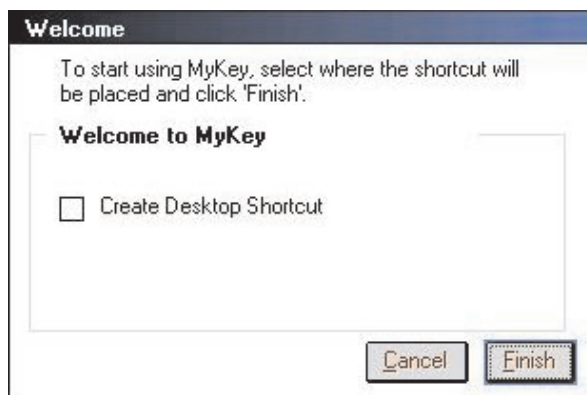 Welcome
To start using MyKey, select where the shortcut will
be placed and click 'Finish'.
Welcome to MyKey
Create Desktop Shortcut
Cancel
Finish